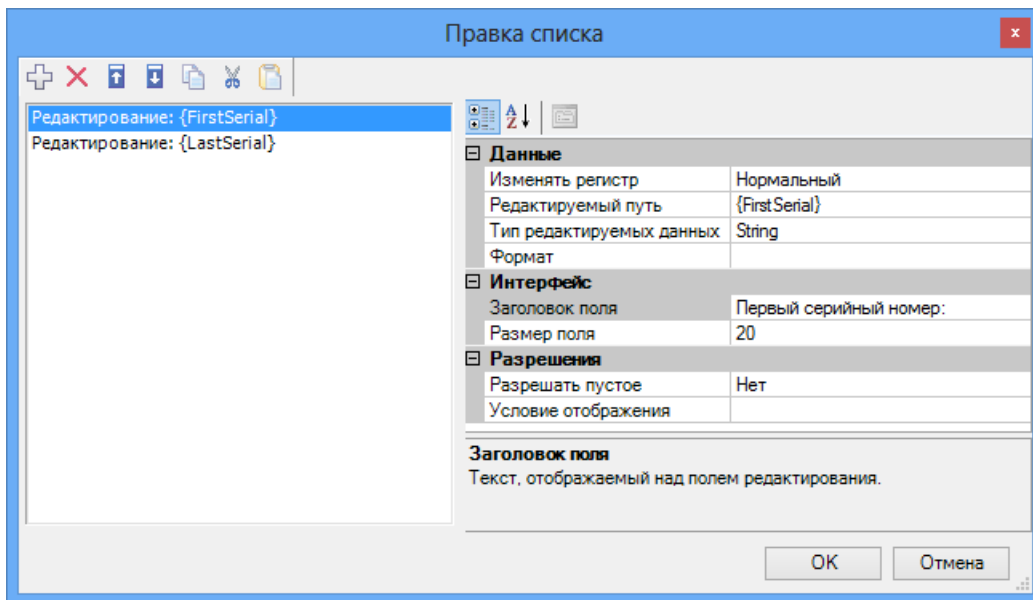 Правка списка
Редактирование: {FirstSerial}
Редактирование: {LastSerial}
Данные
Изменять регистр Нормальный
Редактируемый путь {FirstSerial}
Тип редактируемых данных String
Формат
Интерфейс
Заголовок поля Первый серийный номер:
Размер поля 20
Разрешения
Разрешать пустое Нет
Условие отображения
Заголовок поля
Текст, отображаемый над полем редактирования.
OK Отмена